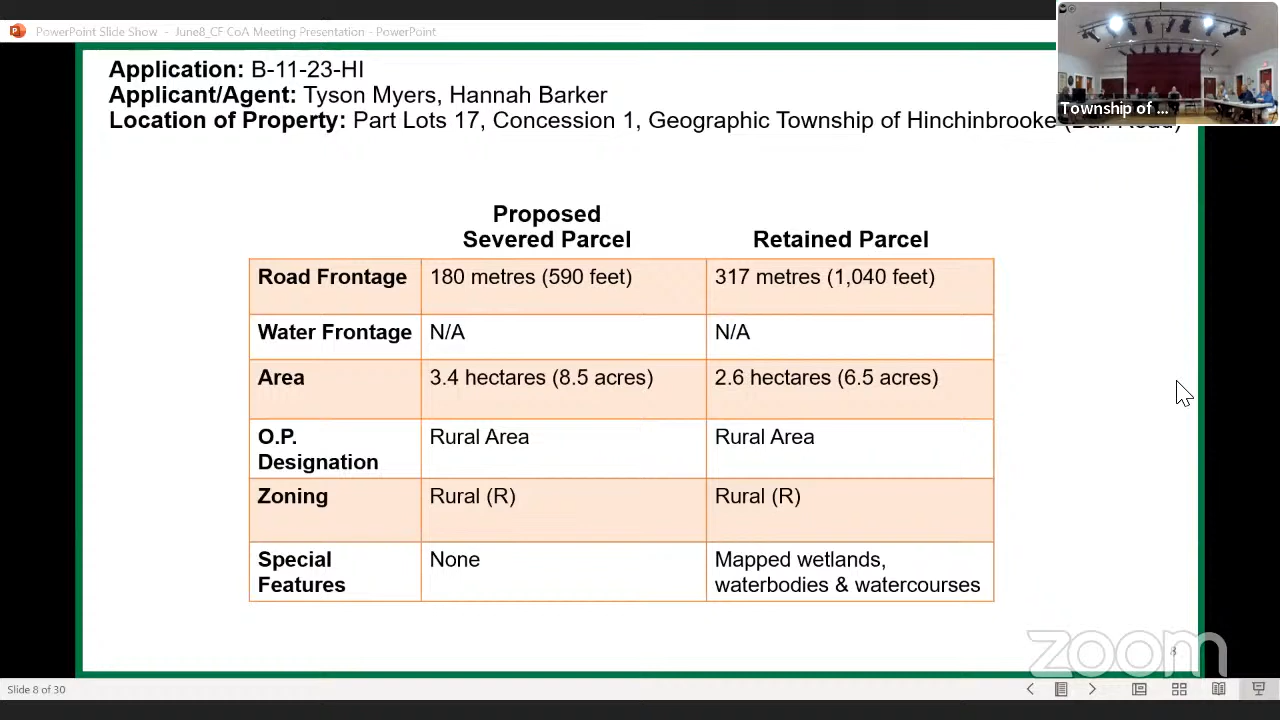 PowerPoint Slide Show - June8_CF CoA Meeting Presentation - PowerPoint
Township of ...
Application: B-11-23-HI
Applicant/Agent: Tyson Myers, Hannah Barker
Location of Property: Part Lots 17, Concession 1, Geographic Township of Hinchinbrooke
Proposed
Severed Parcel
Retained Parcel
Road Frontage 180 metres (590 feet) 317 metres (1,040 feet)
Water Frontage N/A N/A
Area 3.4 hectares (8.5 acres) 2.6 hectares (6.5 acres)
O.P.
Designation
Rural Area Rural Area
Zoning Rural (R) Rural (R)
Special
Features
None
Mapped wetlands,
waterbodies & watercourses
zoom
8
Slide 8 of 30